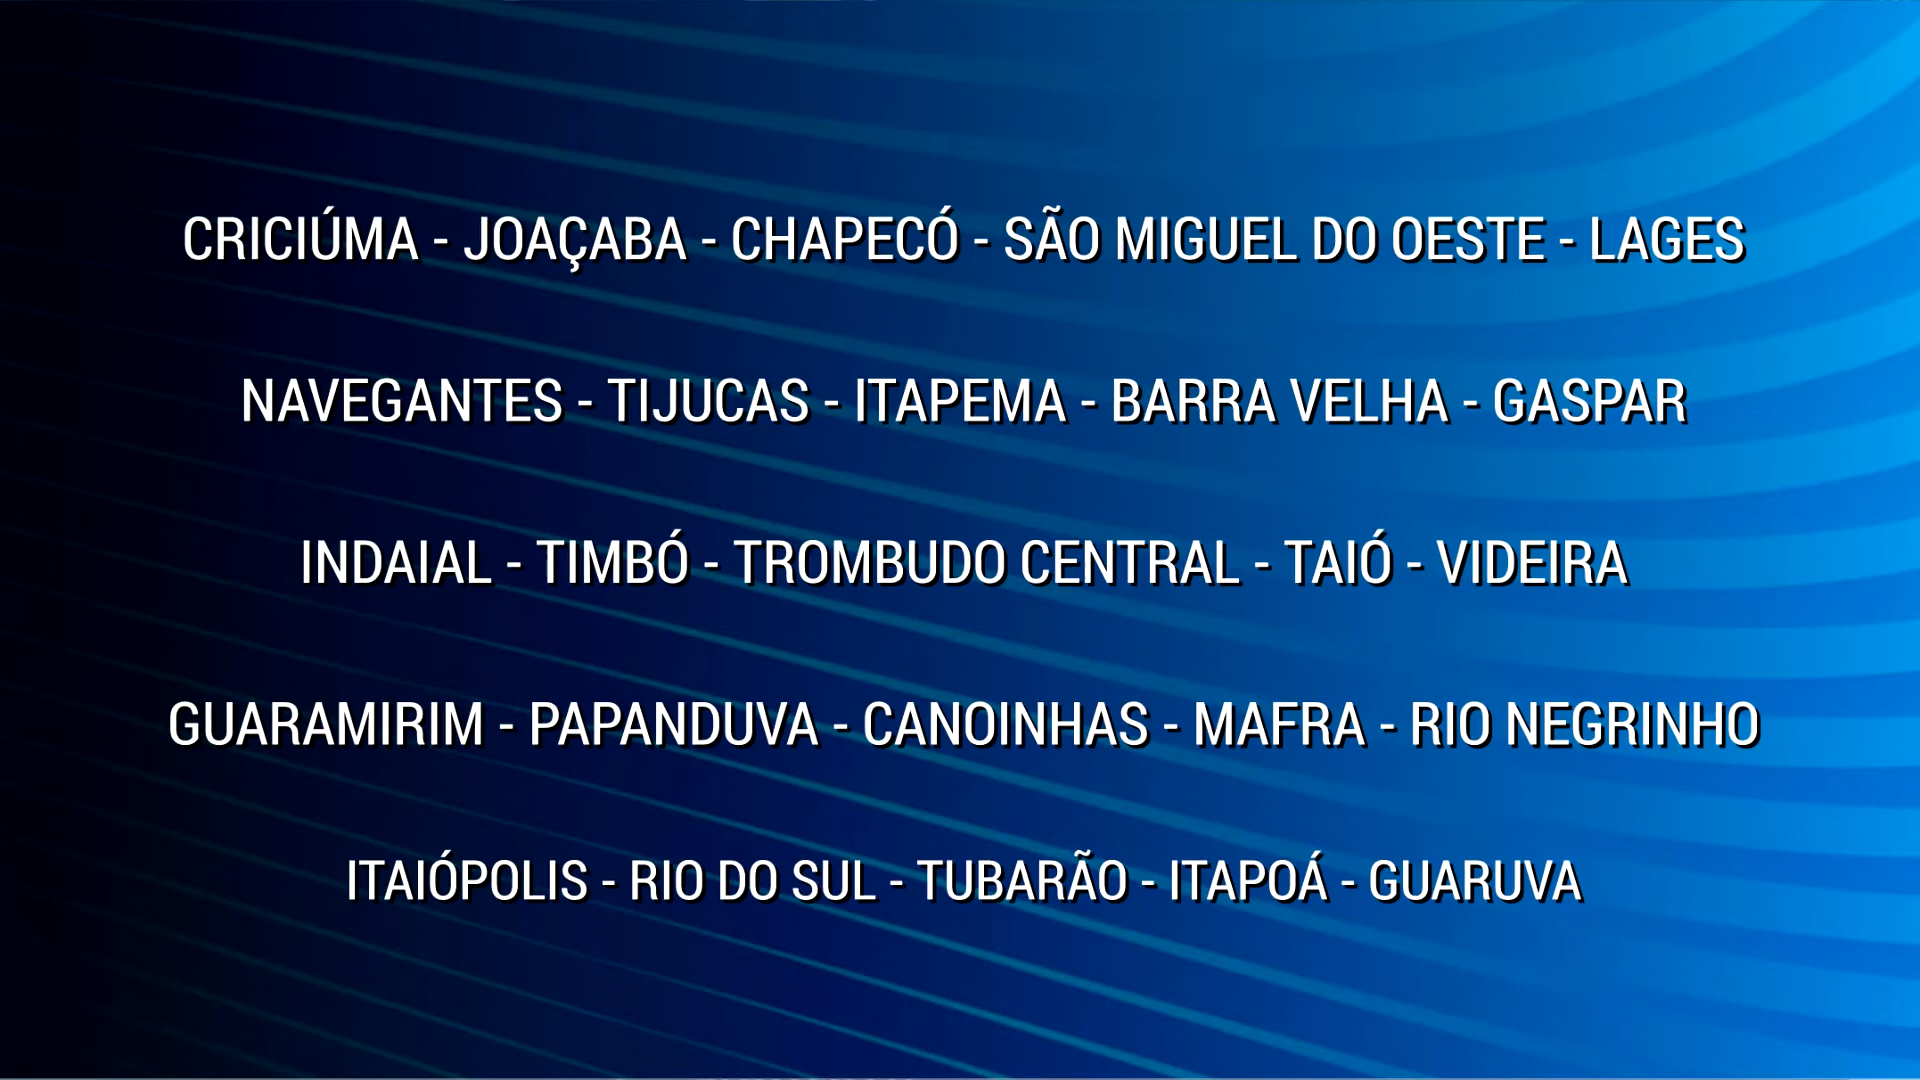 CRICIÚMA - JOAÇABA - CHAPECÓ - SÃO MIGUEL DO OESTE - LAGES
NAVEGANTES - TIJUCAS - ITAPEMA - BARRA VELHA - GASPAR
INDAIAL - TIMBÓ - TROMBUDO CENTRAL - TAIÓ - VIDEIRA
GUARAMIRIM - PAPANDUVA - CANOINHAS - MAFRA - RIO NEGRINHO
ITAIÓPOLIS - RIO DO SUL - TUBARÃO - ITAPOÁ - GUARUVA